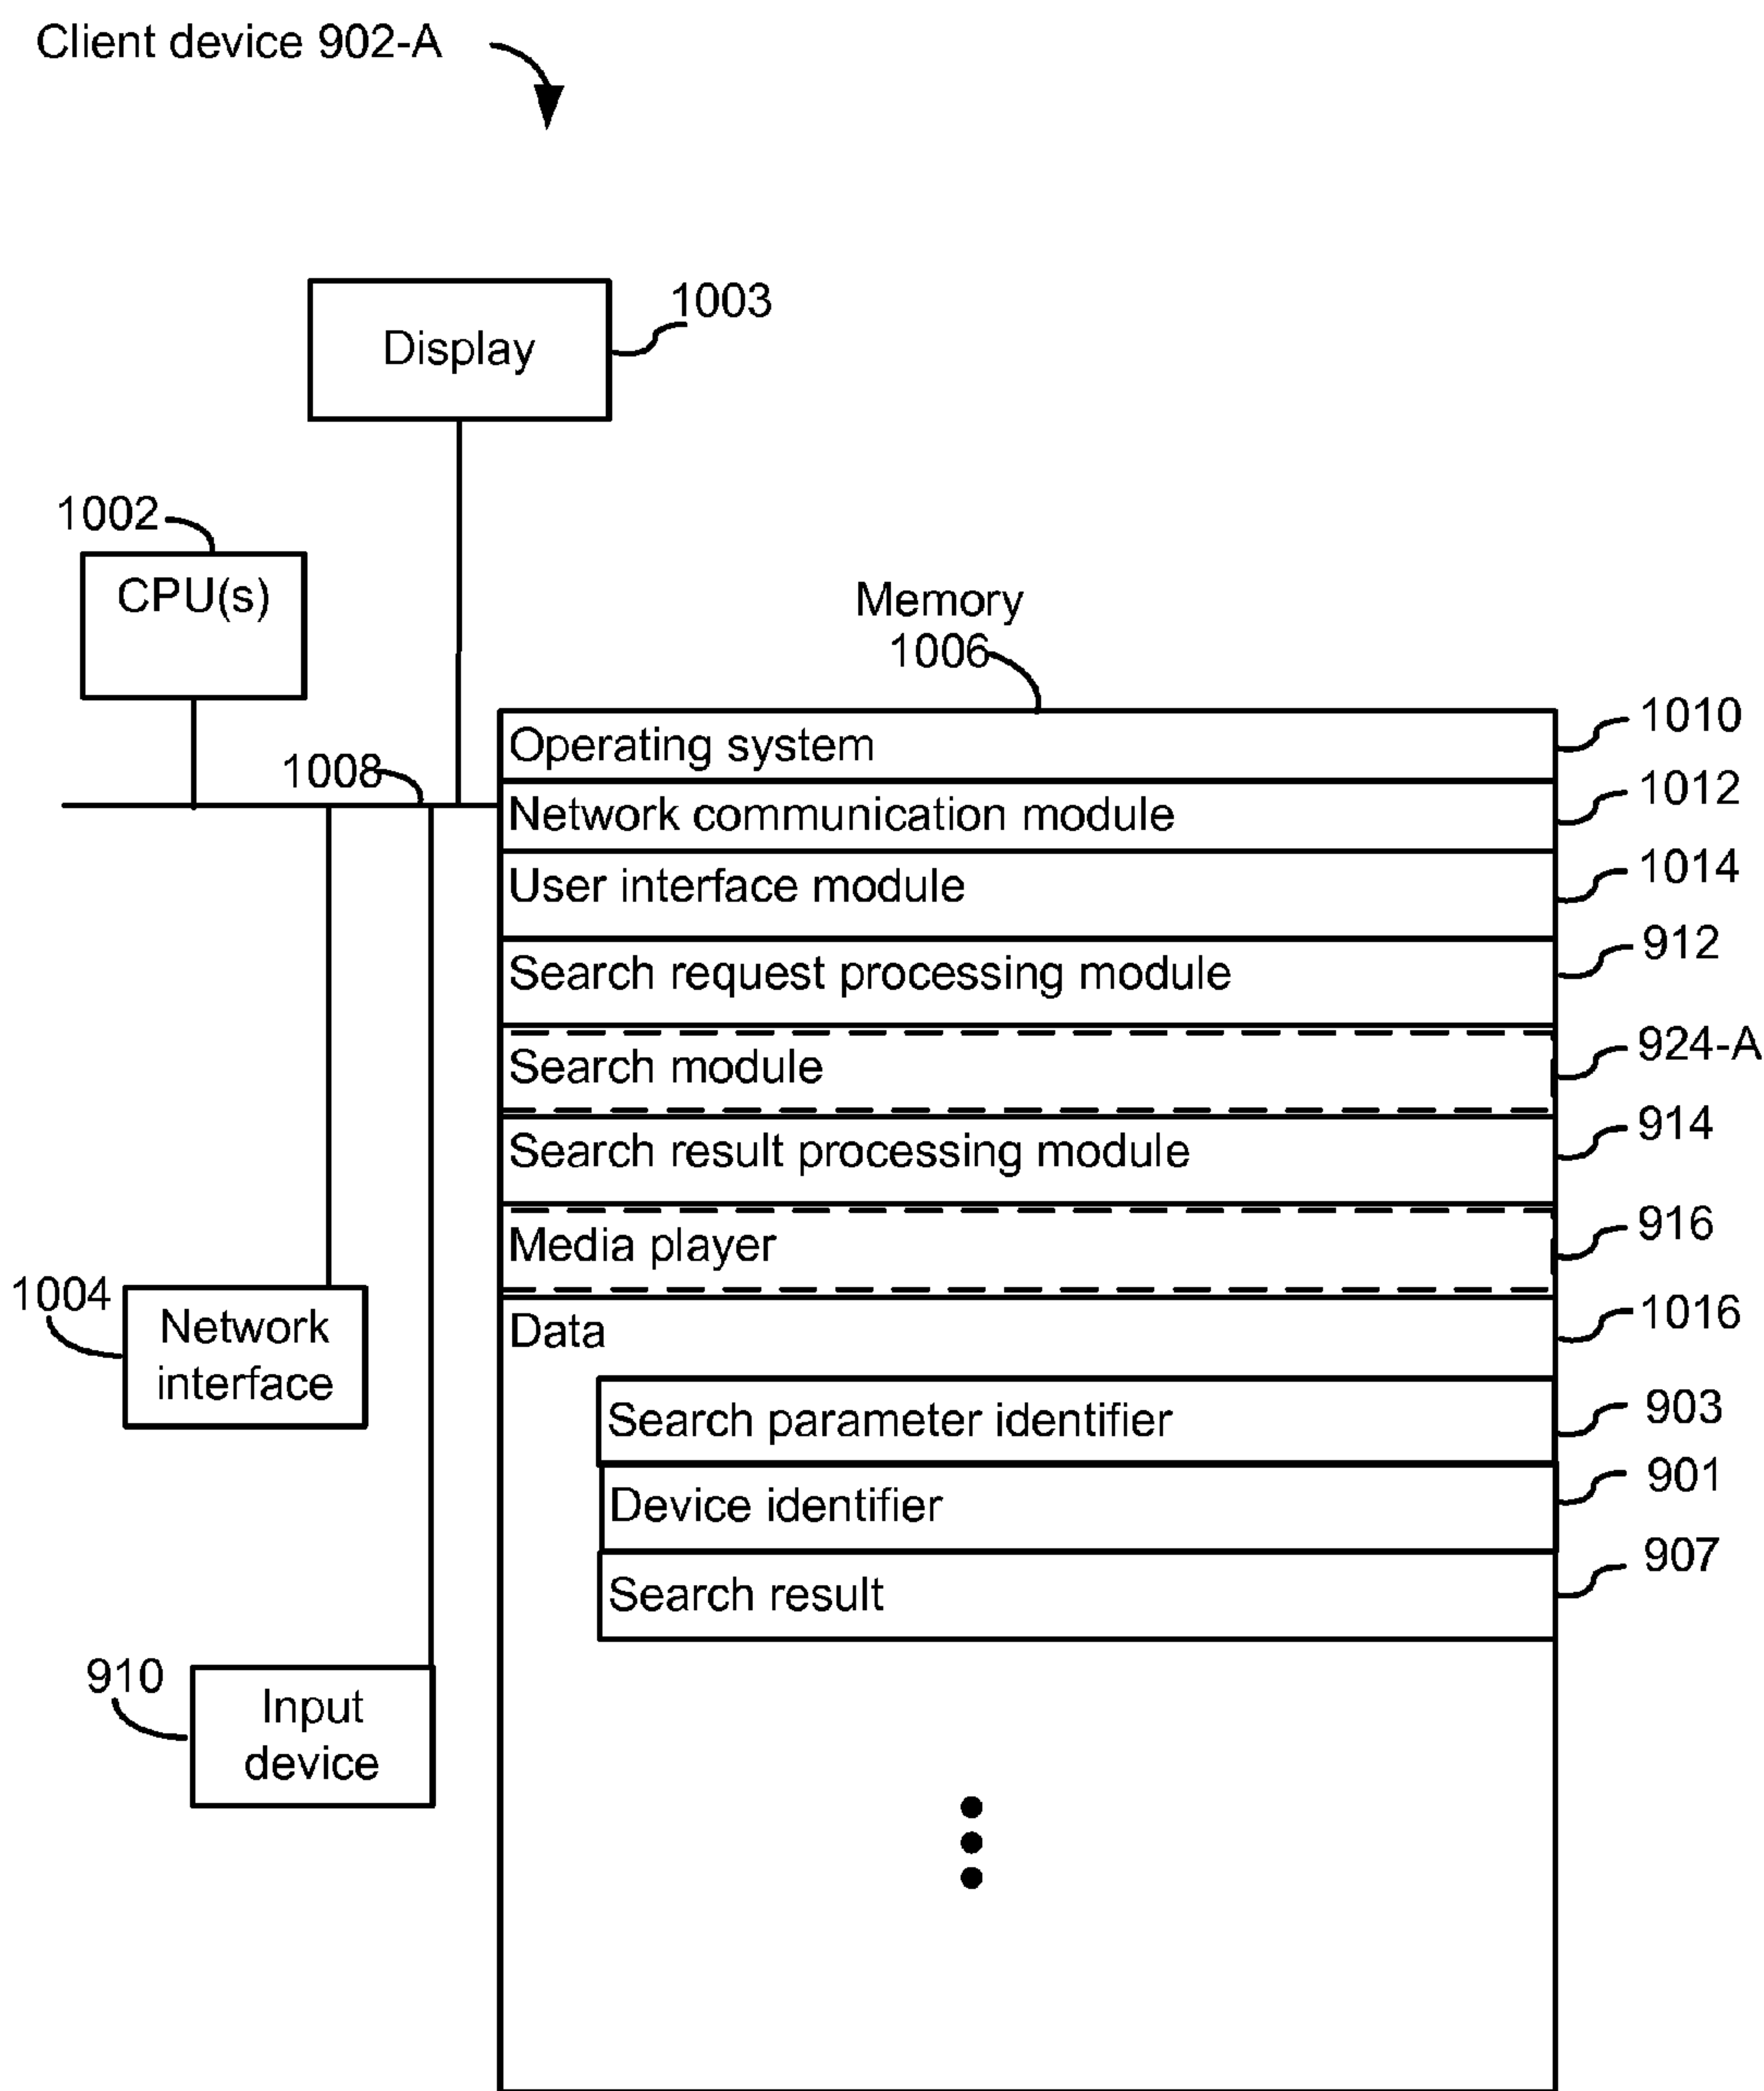 Client device 902-A
1003
Display
1002
CPU(s)
Memory
1006
1008
Operating system
1010
Network communication module
1012
User interface module
1014
Search request processing module
912
Search module
924-A
Search result processing module
914
Media player
916
1004
Network
interface
Data
1016
Search parameter identifier
903
Device identifier
901
Search result
907
910
Input
device